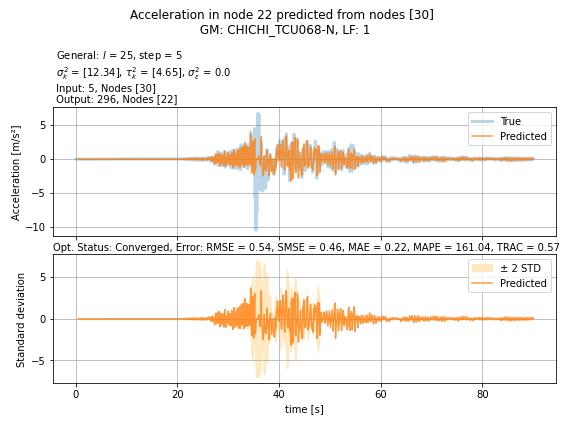 Acceleration in node 22 predicted from nodes [30]
GM: CHICHI_TCU068-N, LF: 1
General: l = 25, step = 5
σ²ₖ = [12.34], τ²ₖ = [4.65], σ²ε = 0.0
Input: 5, Nodes [30]
Output: 296, Nodes [22]
Acceleration [m/s²]
5
0
−5
−10
True
Predicted
Opt. Status: Converged, Error: RMSE = 0.54, SMSE = 0.46, MAE = 0.22, MAPE = 161.04, TRAC = 0.57
Standard deviation
5
0
−5
± 2 STD
Predicted
0 20 40 60 80
time [s]